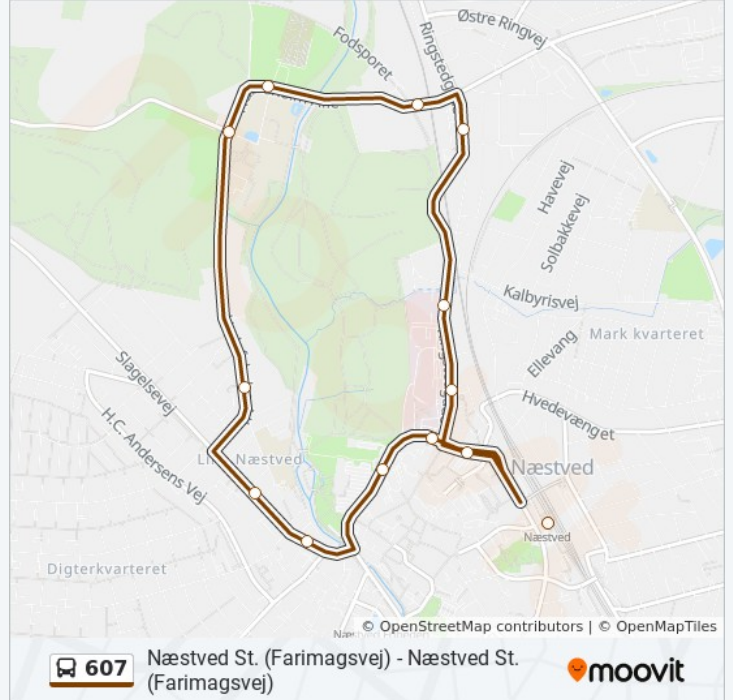 Østre Ringvej
Fodsporet
Ringstedg
Havevej
Solbakkevej
Kalbyrisvej
Mark kvarteret
Ellevang
Slagelsevej
Hvedevænget
H.C. Andersens Vej
Næstved
Næstved
Næstved
Digterkvarteret
© OpenStreetMap contributors | © OpenMapTiles
607
Næstved St. (Farimagsvej) - Næstved St.
(Farimagsvej)
moovit